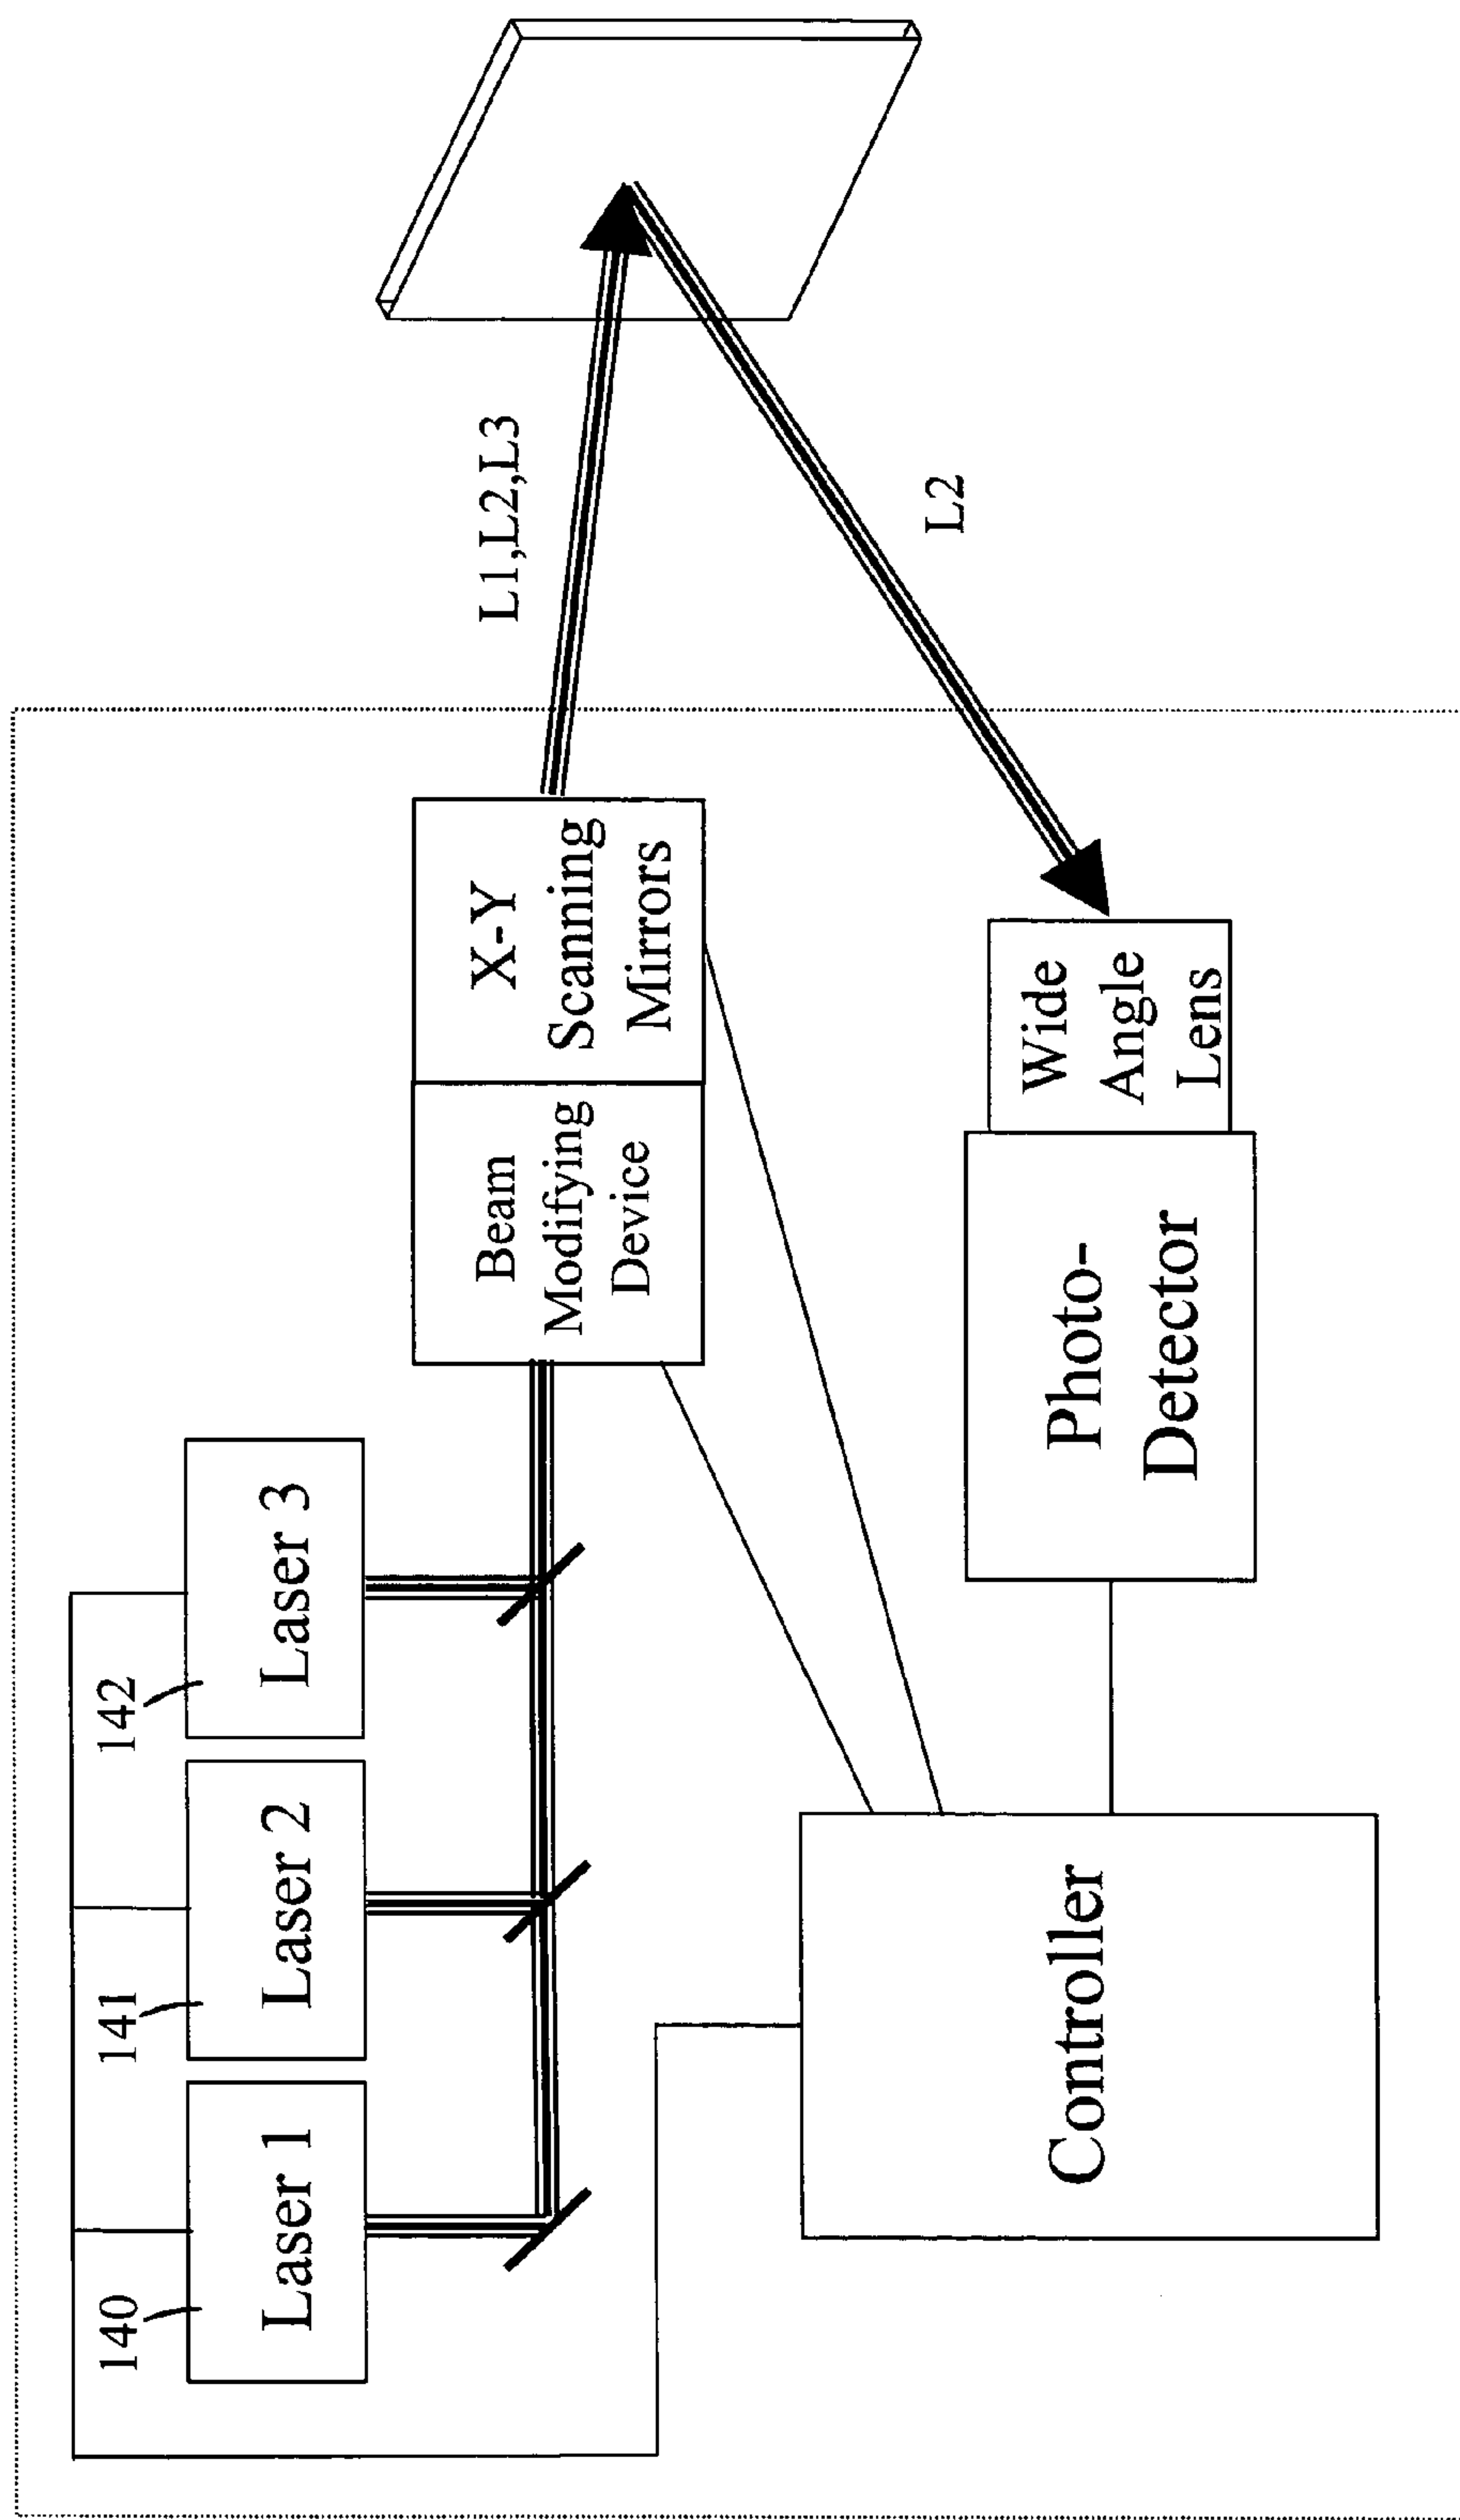 140
141
142
Laser 1
Laser 2
Laser 3
Beam
Modifying
Device
X-Y
Scanning
Mirrors
L1,L2,L3
L2
Controller
Photo-
Detector
Wide
Angle
Lens